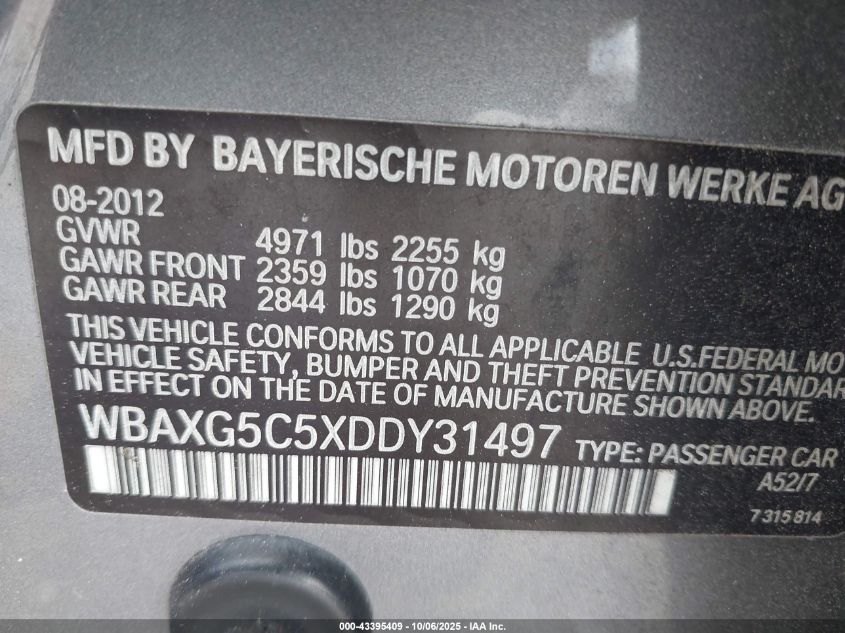 MFD BY BAYERISCHE MOTOREN WERKE AG
08-2012
GVWR 4971 lbs 2255 kg
GAWR FRONT 2359 lbs 1070 kg
GAWR REAR 2844 lbs 1290 kg
THIS VEHICLE CONFORMS TO ALL APPLICABLE U.S.FEDERAL MO
VEHICLE SAFETY, BUMPER AND THEFT PREVENTION STANDAR
IN EFFECT ON THE DATE OF MANUFACTURE SHOWN ABOVE.
WBAXG5C5XDDY31497 TYPE: PASSENGER CAR
A52/7
7315814
000-43395409 - 10/06/2025 - IAA Inc.